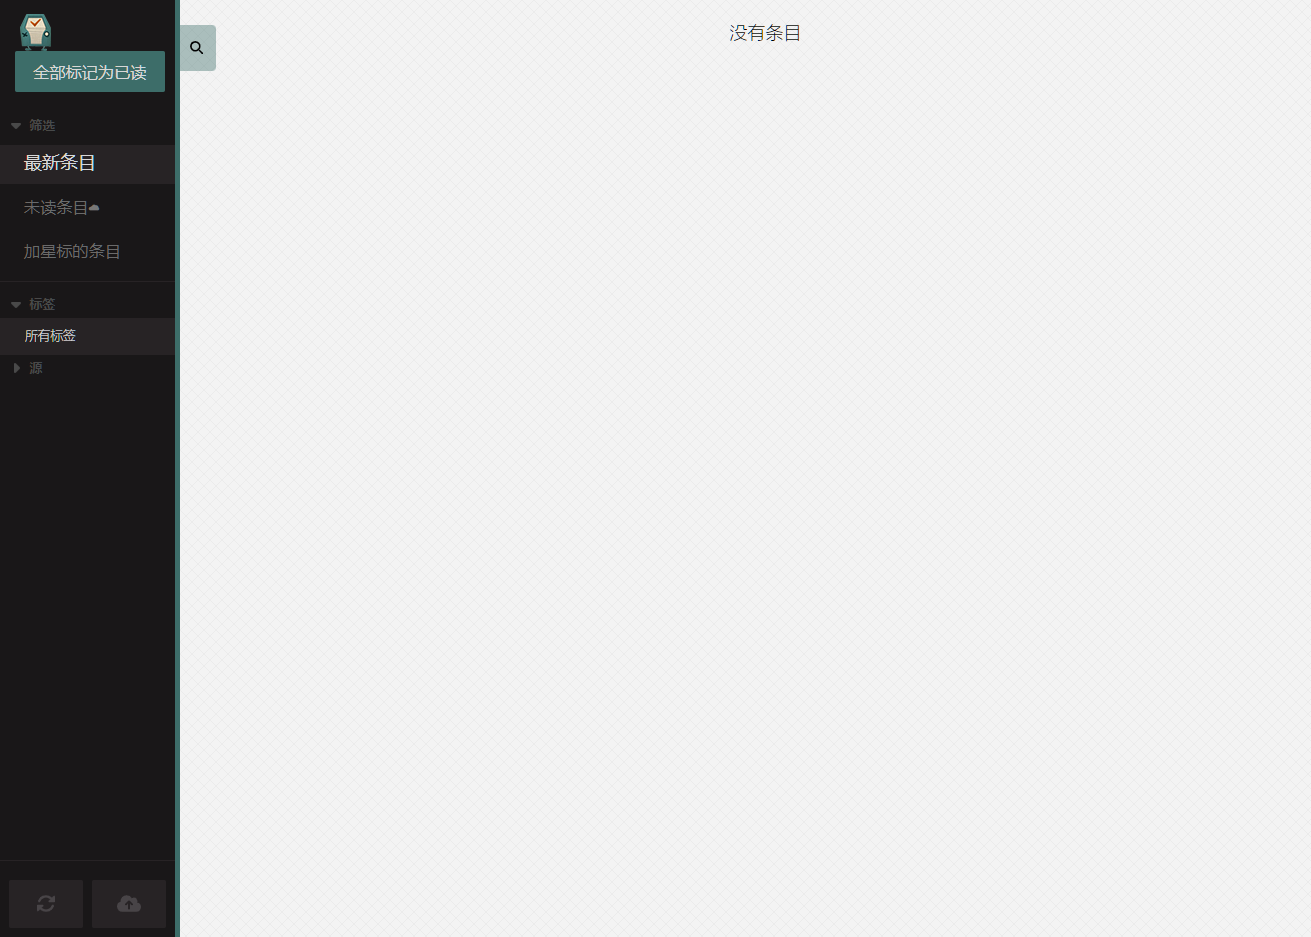 全部标记为已读
筛选
最新条目
未读条目
加星标的条目
标签
所有标签
源
没有条目